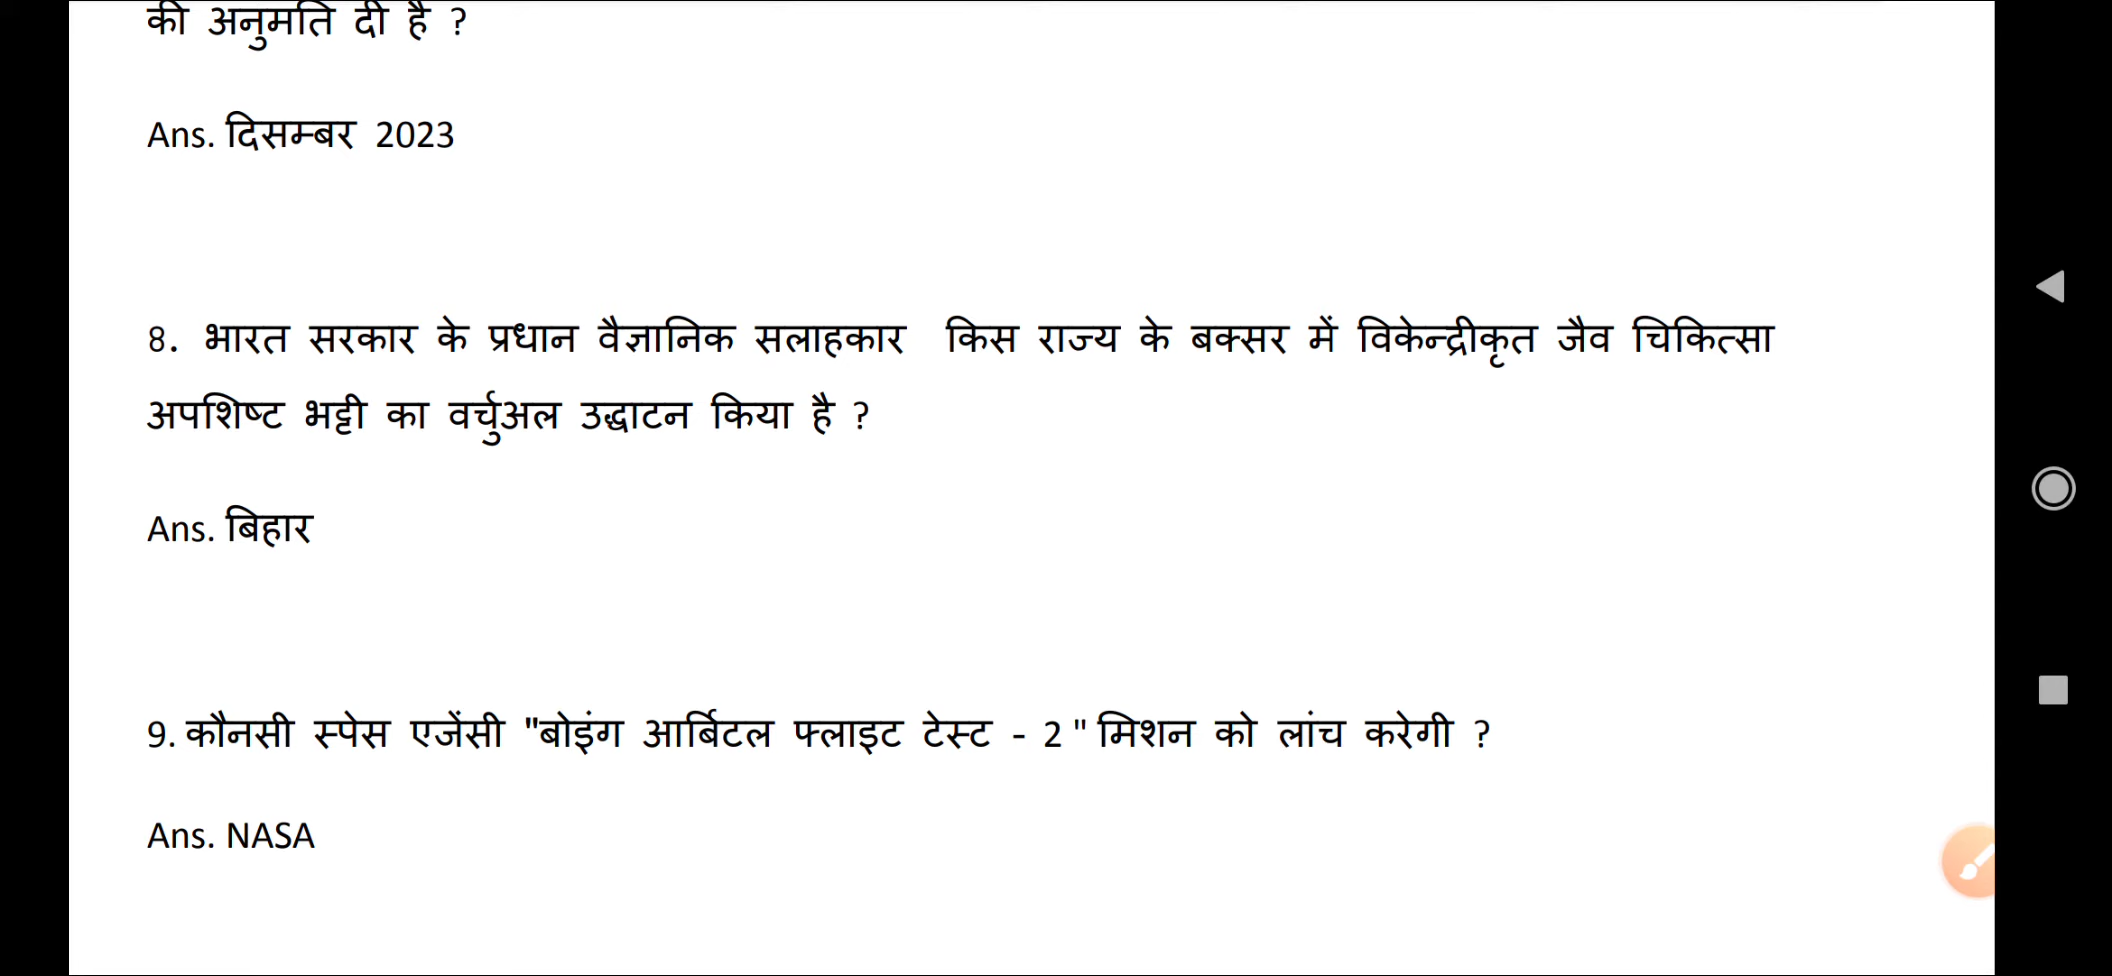 की अनुमति दी है ?
Ans. दिसम्बर 2023
8. भारत सरकार के प्रधान वैज्ञानिक सलाहकार किस राज्य के बक्सर में विकेन्द्रीकृत जैव चिकित्सा
अपशिष्ट भट्टी का वर्चुअल उद्घाटन किया है ?
Ans. बिहार
9. कौनसी स्पेस एजेंसी "बोइंग आर्बिटल फ्लाइट टेस्ट - 2 " मिशन को लांच करेगी ?
Ans. NASA